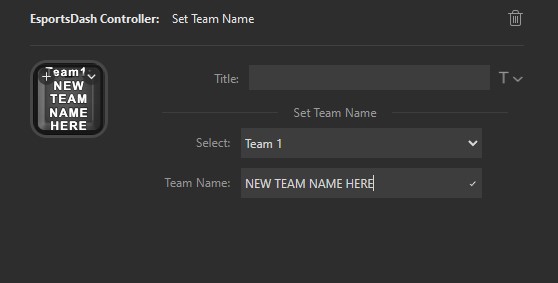 EsportsDash Controller: Set Team Name
Team1
NEW
TEAM
NAME
HERE
Title:
T
Set Team Name
Select: Team 1
Team Name: NEW TEAM NAME HERE